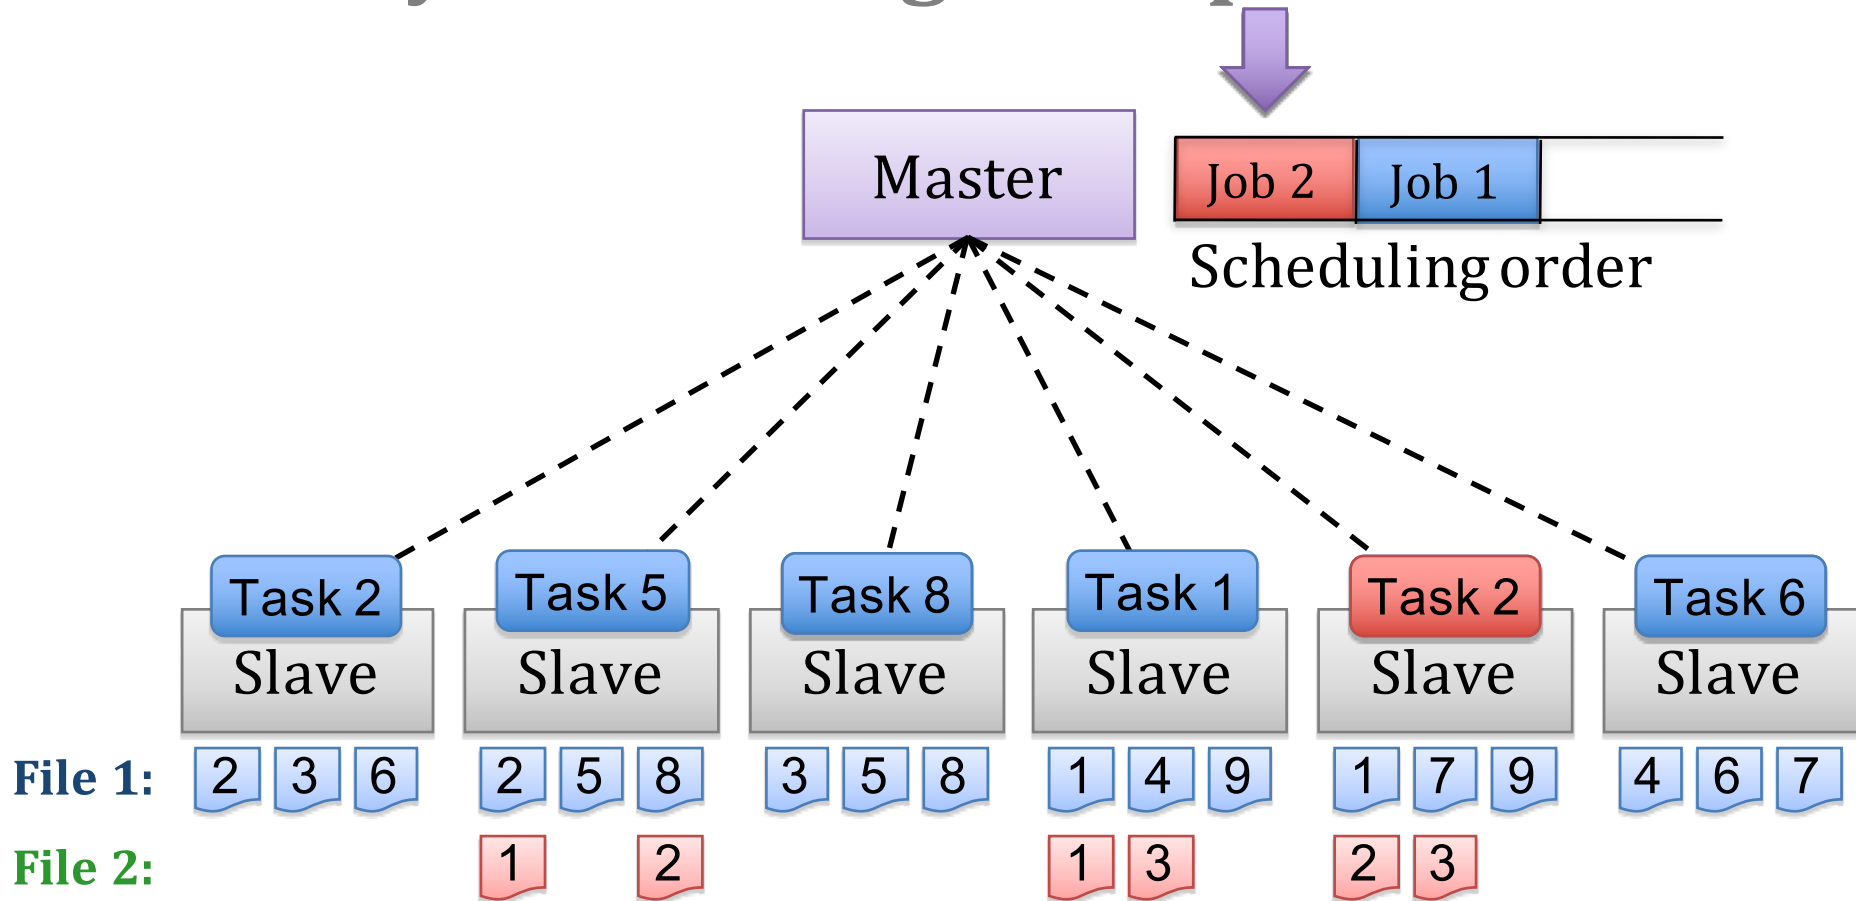 Master
Job 2 Job 1
Scheduling order
Task 2 Task 5 Task 8 Task 1 Task 2 Task 6
Slave Slave Slave Slave Slave Slave
File 1: 2 3 6 2 5 8 3 5 8 1 4 9 1 7 9 4 6 7
File 2: 1 2 1 3 2 3